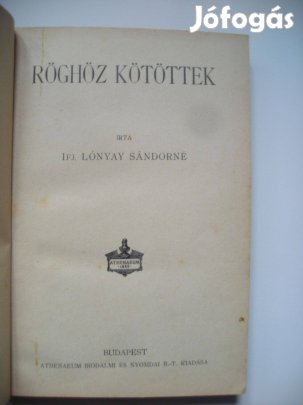 Jófogás
RÖGHÖZ KÖTÖTTEK
IRTA
IFJ. LÓNYAY SÁNDORNÉ
ATHENAEUM
BUDAPEST
ATHENAEUM IRODALMI ÉS NYOMDAI R.-T. KIADÁSA